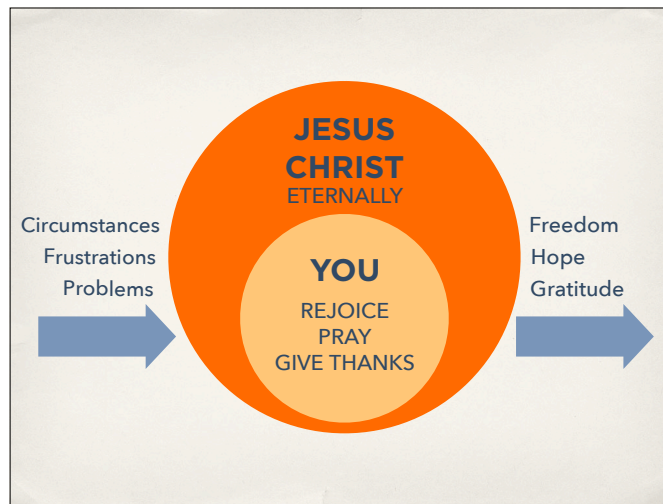 JESUS
CHRIST
ETERNALLY
Circumstances
Frustrations
Problems
YOU
REJOICE
PRAY
GIVE THANKS
Freedom
Hope
Gratitude